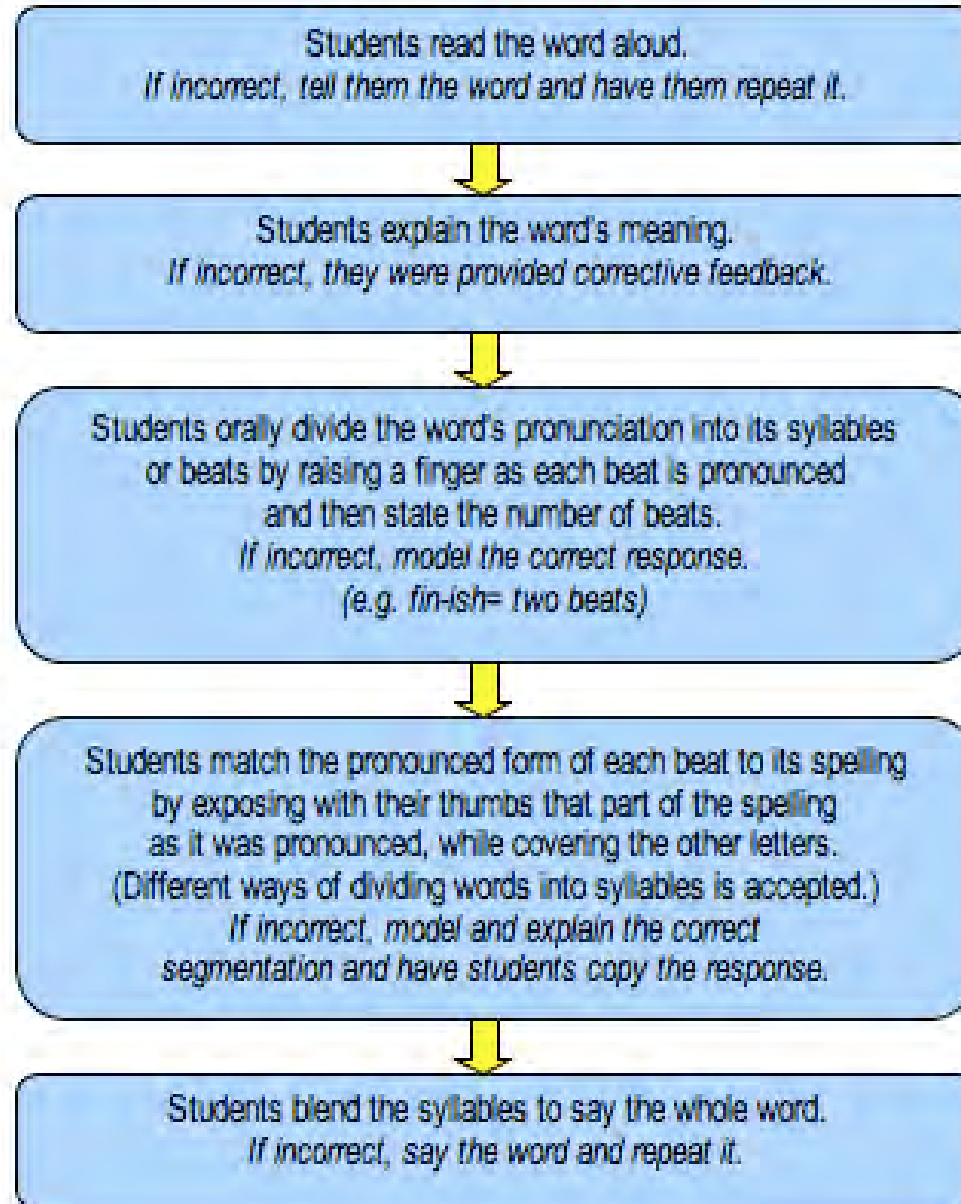 Students read the word aloud.
If incorrect, tell them the word and have them repeat it.
Students explain the word's meaning.
If incorrect, they were provided corrective feedback.
Students orally divide the word's pronunciation into its syllables
or beats by raising a finger as each beat is pronounced
and then state the number of beats.
If incorrect, model the correct response.
(e.g. fin-ish= two beats)
Students match the pronounced form of each beat to its spelling
by exposing with their thumbs that part of the spelling
as it was pronounced, while covering the other letters.
(Different ways of dividing words into syllables is accepted.)
If incorrect, model and explain the correct
segmentation and have students copy the response.
Students blend the syllables to say the whole word.
If incorrect, say the word and repeat it.